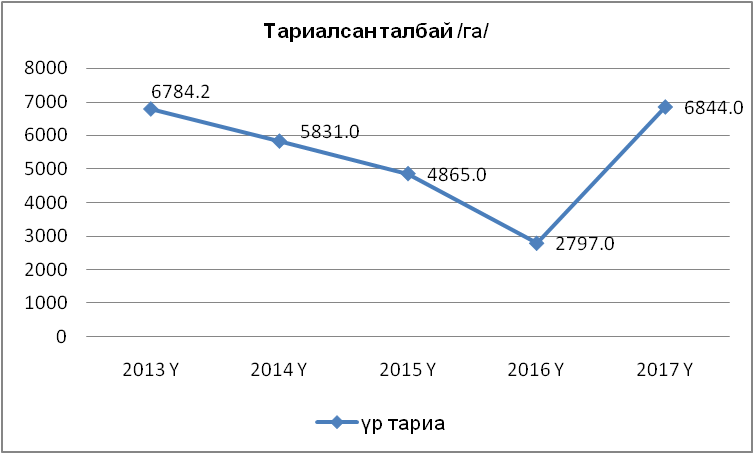 Тариалсан талбай /га/
8000
7000
6000
5000
4000
3000
2000
1000
0
6784.2
5831.0
4865.0
2797.0
6844.0
2013 Y
2014 Y
2015 Y
2016 Y
2017 Y
үр тариа